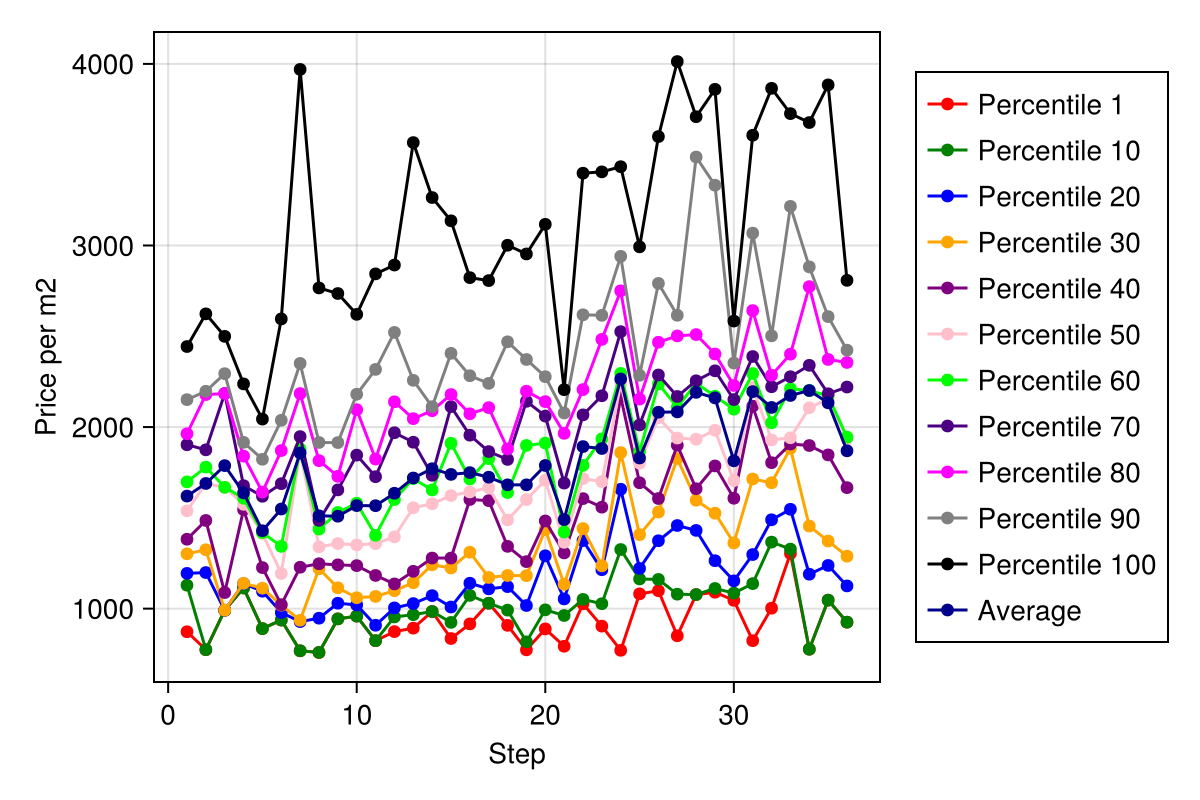 4000
3000
2000
1000
Price per m2
0 10 20 30
Step
Percentile 1
Percentile 10
Percentile 20
Percentile 30
Percentile 40
Percentile 50
Percentile 60
Percentile 70
Percentile 80
Percentile 90
Percentile 100
Average